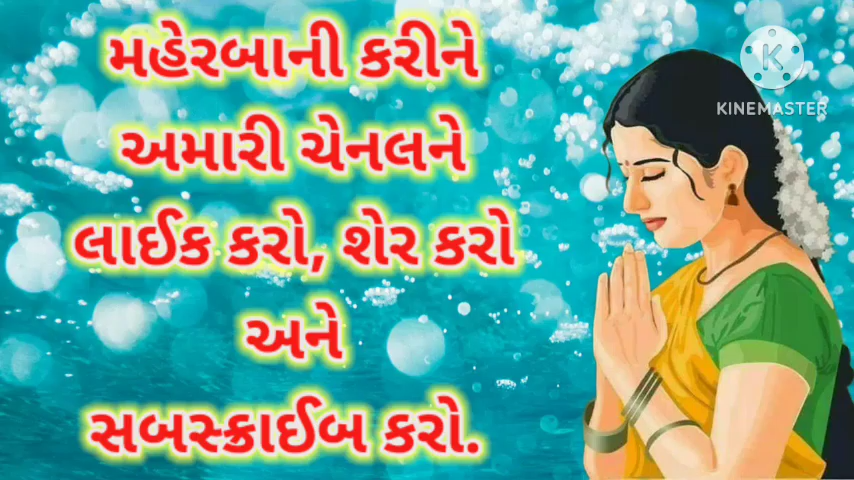 મહેરબાની કરીને
અમારી ચેનલને
લાઈક કરો, શેર કરો
અને
સબસ્ક્રાઈબ કરો.
K
KINEMASTER